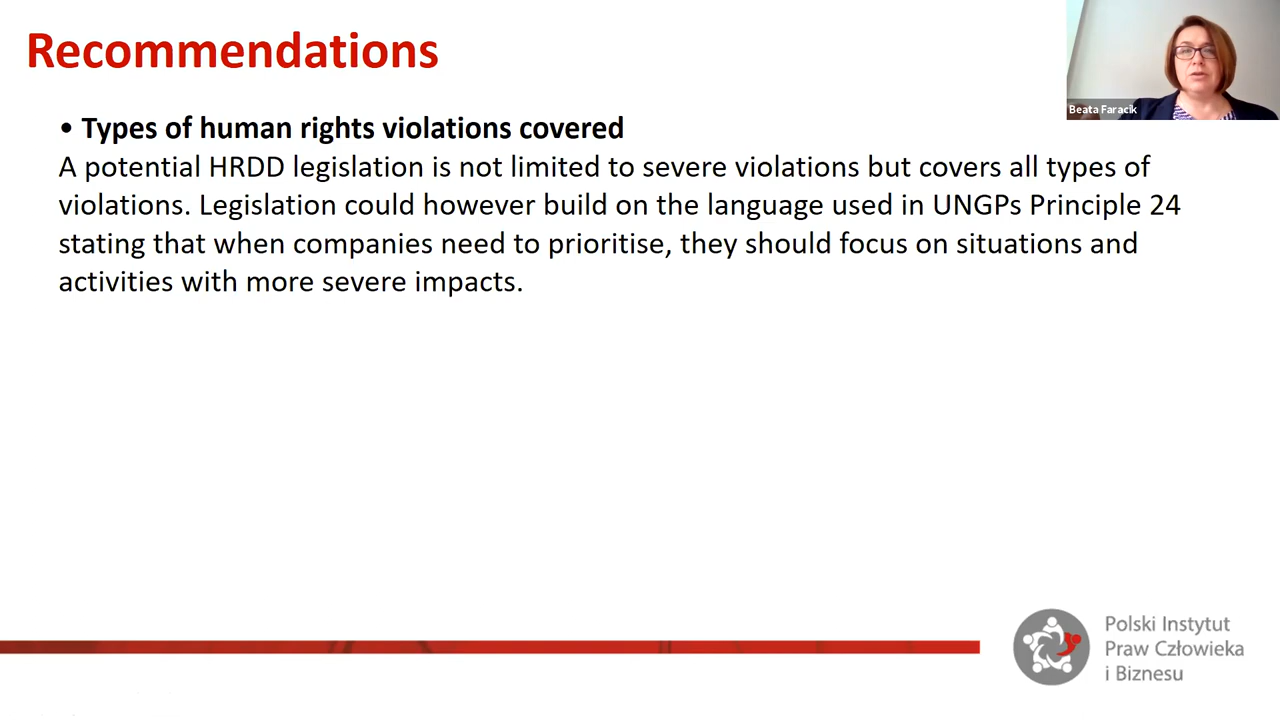 Recommendations
Beata Faracik
• Types of human rights violations covered
A potential HRDD legislation is not limited to severe violations but covers all types of
violations. Legislation could however build on the language used in UNGPs Principle 24
stating that when companies need to prioritise, they should focus on situations and
activities with more severe impacts.
Polski Instytut
Praw Człowieka
i Biznesu